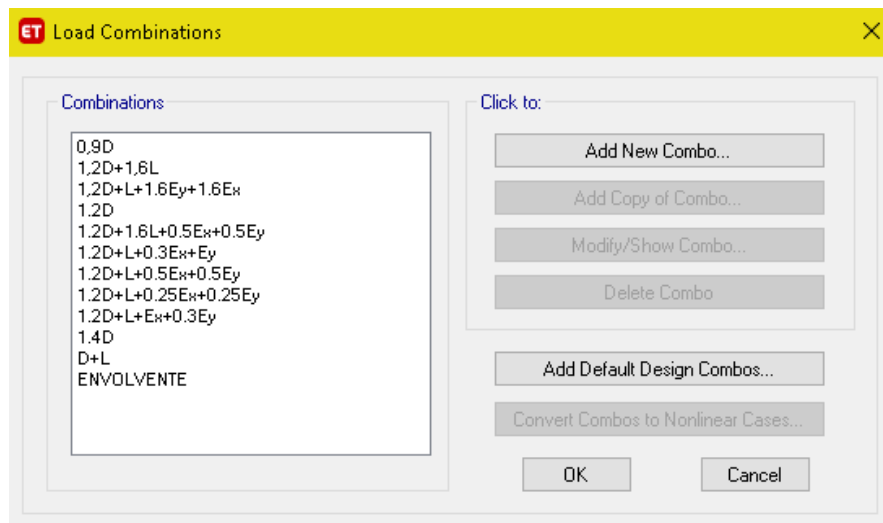 ET Load Combinations
Combinations
0,9D
1,2D+1,6L
1,2D+L+1.6Ey+1.6Ex
1.2D
1.2D+1.6L+0.5Ex+0.5Ey
1.2D+L+0.3Ex+Ey
1.2D+L+0.5Ex+0.5Ey
1.2D+L+0.25Ex+0.25Ey
1.2D+L+Ex+0.3Ey
1.4D
D+L
ENVOLVENTE
Click to:
Add New Combo...
Add Copy of Combo...
Modify/Show Combo...
Delete Combo
Add Default Design Combos...
Convert Combos to Nonlinear Cases...
OK Cancel